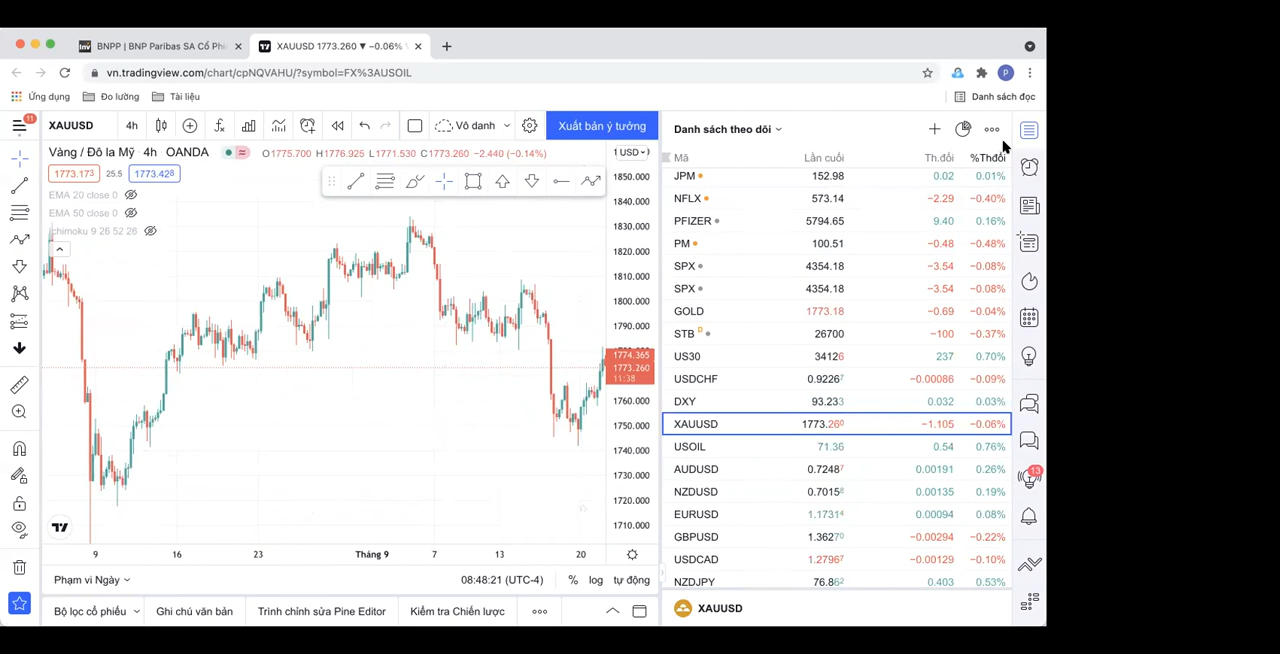 BNPP | BNP Paribas SA Cổ Phi
XAUUSD 1773.260 ▼ −0.06%
vn.tradingview.com/chart/cpNQVAHU/?symbol=FX%3AUSOIL
P
Ứng dụng
Đo lường
Tài liệu
Danh sách đọc
11
XAUUSD
4h
Vô danh
Xuất bản ý tưởng
Danh sách theo dõi
Vàng / Đô la Mỹ 4h OANDA
O1775.700 H1776.925 L1771.530 C1773.260 −2.440 (−0.14%)
USD
1773.173 25.5 1773.428
EMA 20 close 0
EMA 50 close 0
Ichimoku 9 26 52 26
1850.000
1840.000
1830.000
1820.000
1810.000
1800.000
1790.000
1774.365
1773.260
11:38
1760.000
1750.000
1740.000
1730.000
1720.000
1710.000
9 16 23 Tháng 9 7 13 20
Phạm vi Ngày
08:48:21 (UTC-4)
% log tự động
Bộ lọc cổ phiếu
Ghi chú văn bản
Trình chỉnh sửa Pine Editor
Kiểm tra Chiến lược
Mã Lần cuối Th.đổi %Thđổi
JPM 152.98 0.02 0.01%
NFLX 573.14 −2.29 −0.40%
PFIZER 5794.65 9.40 0.16%
PM 100.51 −0.48 −0.48%
SPX 4354.18 −3.54 −0.08%
SPX 4354.18 −3.54 −0.08%
GOLD 1773.18 −0.69 −0.04%
STB D 26700 −100 −0.37%
US30 34126 237 0.70%
USDCHF 0.92267 −0.00086 −0.09%
DXY 93.233 0.032 0.03%
XAUUSD 1773.260 −1.105 −0.06%
USOIL 71.36 0.54 0.76%
AUDUSD 0.72487 0.00191 0.26%
NZDUSD 0.70158 0.00135 0.19%
EURUSD 1.17314 0.00094 0.08%
GBPUSD 1.36270 −0.00294 −0.22%
USDCAD 1.27967 −0.00129 −0.10%
NZDJPY 76.862 0.403 0.53%
XAUUSD
13